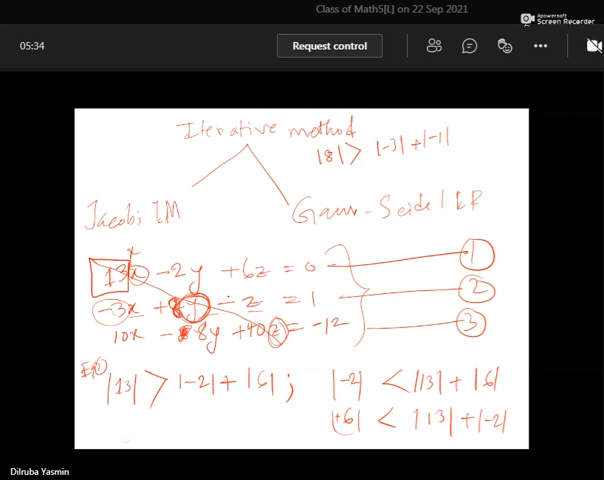 Class of Math5[L] on 22 Sep 2021
Apowersoft
Screen Recorder
05:34
Request control
Iterative method
|8| > |-3| + |-1|
Jacobi IM
Gauss-Seidel
13x - 2y + 6z = 0 ①
-3x + 8y - z = 1 ②
10x - 8y + 40z = -12 ③
|13| > |-2| + |6| ; |-2| < |13| + |6|
|+6| < |13| + |-2|
Dilruba Yasmin